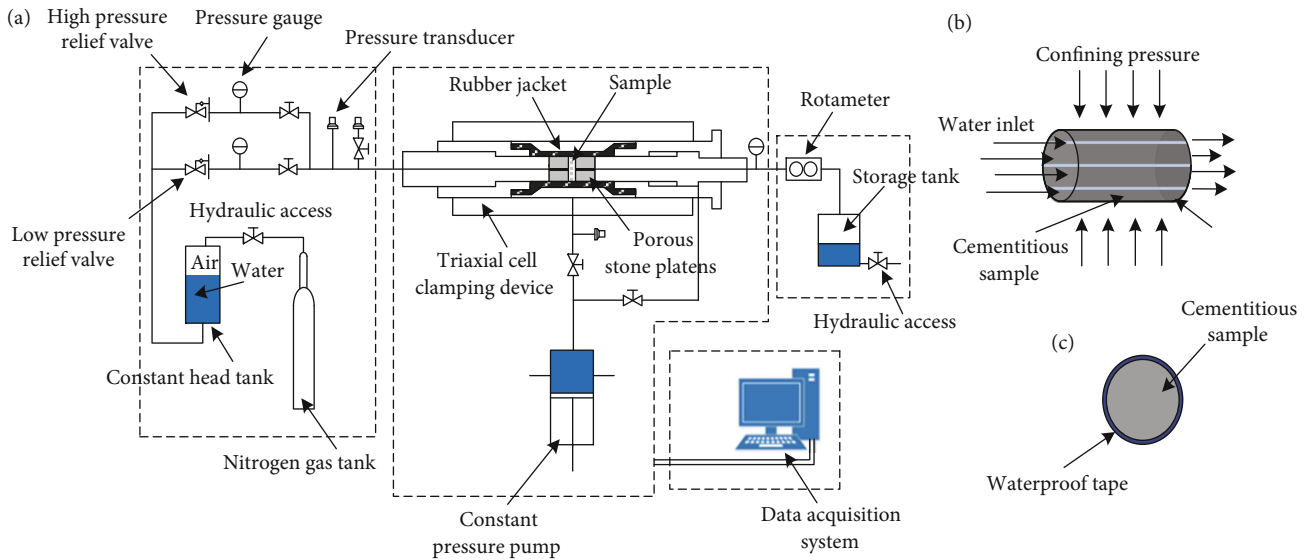 (a)
High pressure
relief valve
Pressure gauge
Pressure transducer
Rubber jacket
Sample
Rotameter
Storage tank
Hydraulic access
Low pressure
relief valve
Air
Water
Constant head tank
Nitrogen gas tank
Triaxial cell
clamping device
Porous
stone platens
Hydraulic access
Constant
pressure pump
Data acquisition
system
(b)
Confining pressure
Water inlet
Cementitious
sample
(c)
Cementitious
sample
Waterproof tape